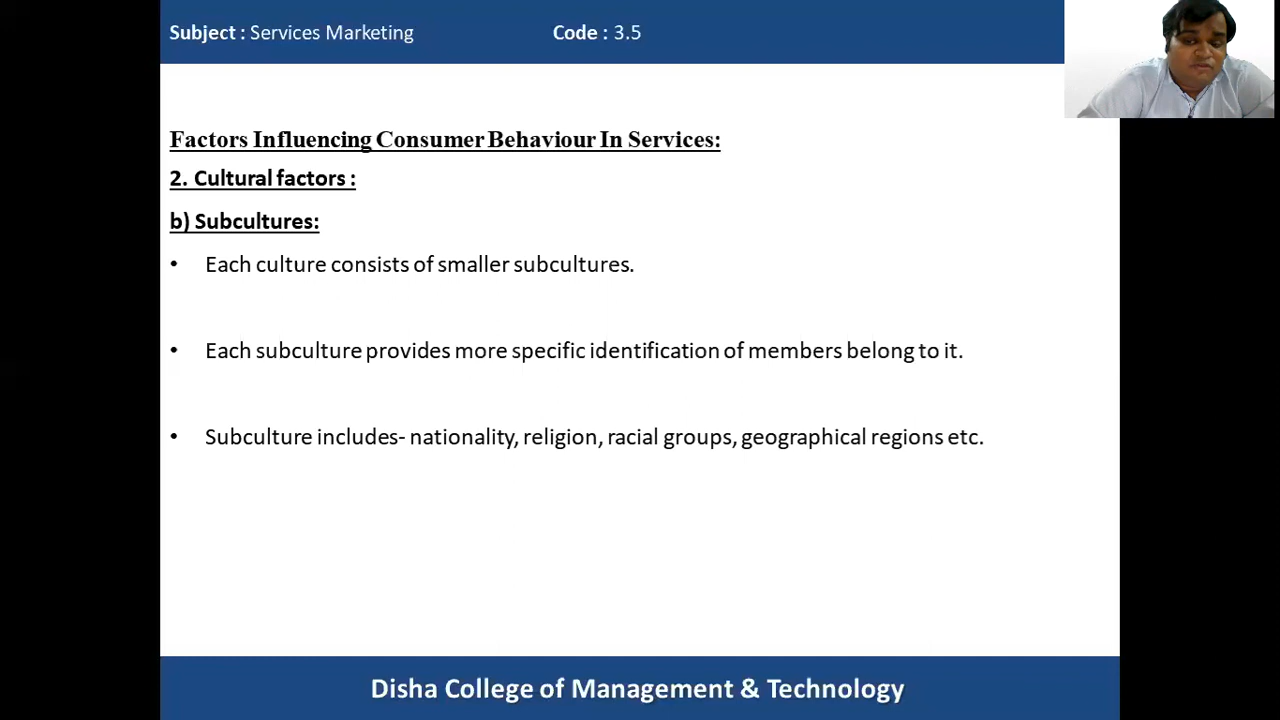 Subject : Services Marketing Code : 3.5
Factors Influencing Consumer Behaviour In Services:
2. Cultural factors :
b) Subcultures:
• Each culture consists of smaller subcultures.
• Each subculture provides more specific identification of members belong to it.
• Subculture includes- nationality, religion, racial groups, geographical regions etc.
Disha College of Management & Technology